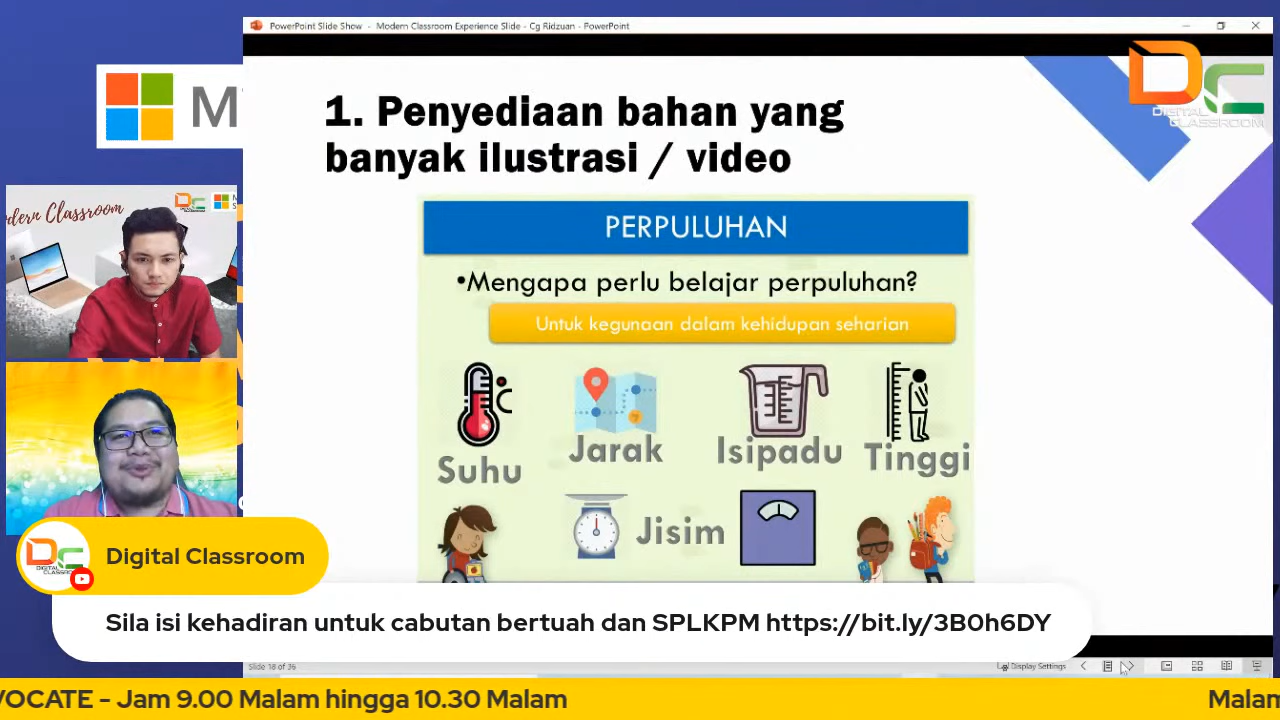 PowerPoint Slide Show - Modern Classroom Experience Slide - Cg Ridzuan - PowerPoint
DC
DIGITAL
CLASSROOM
1. Penyediaan bahan yang
banyak ilustrasi / video
PERPULUHAN
•Mengapa perlu belajar perpuluhan?
Untuk kegunaan dalam kehidupan seharian
Suhu
Jarak
Isipadu
Tinggi
Jisim
Modern Classroom
Digital Classroom
Sila isi kehadiran untuk cabutan bertuah dan SPLKPM https://bit.ly/3B0h6DY
Slide 18 of 36
Display Settings
VOCATE - Jam 9.00 Malam hingga 10.30 Malam
Malam